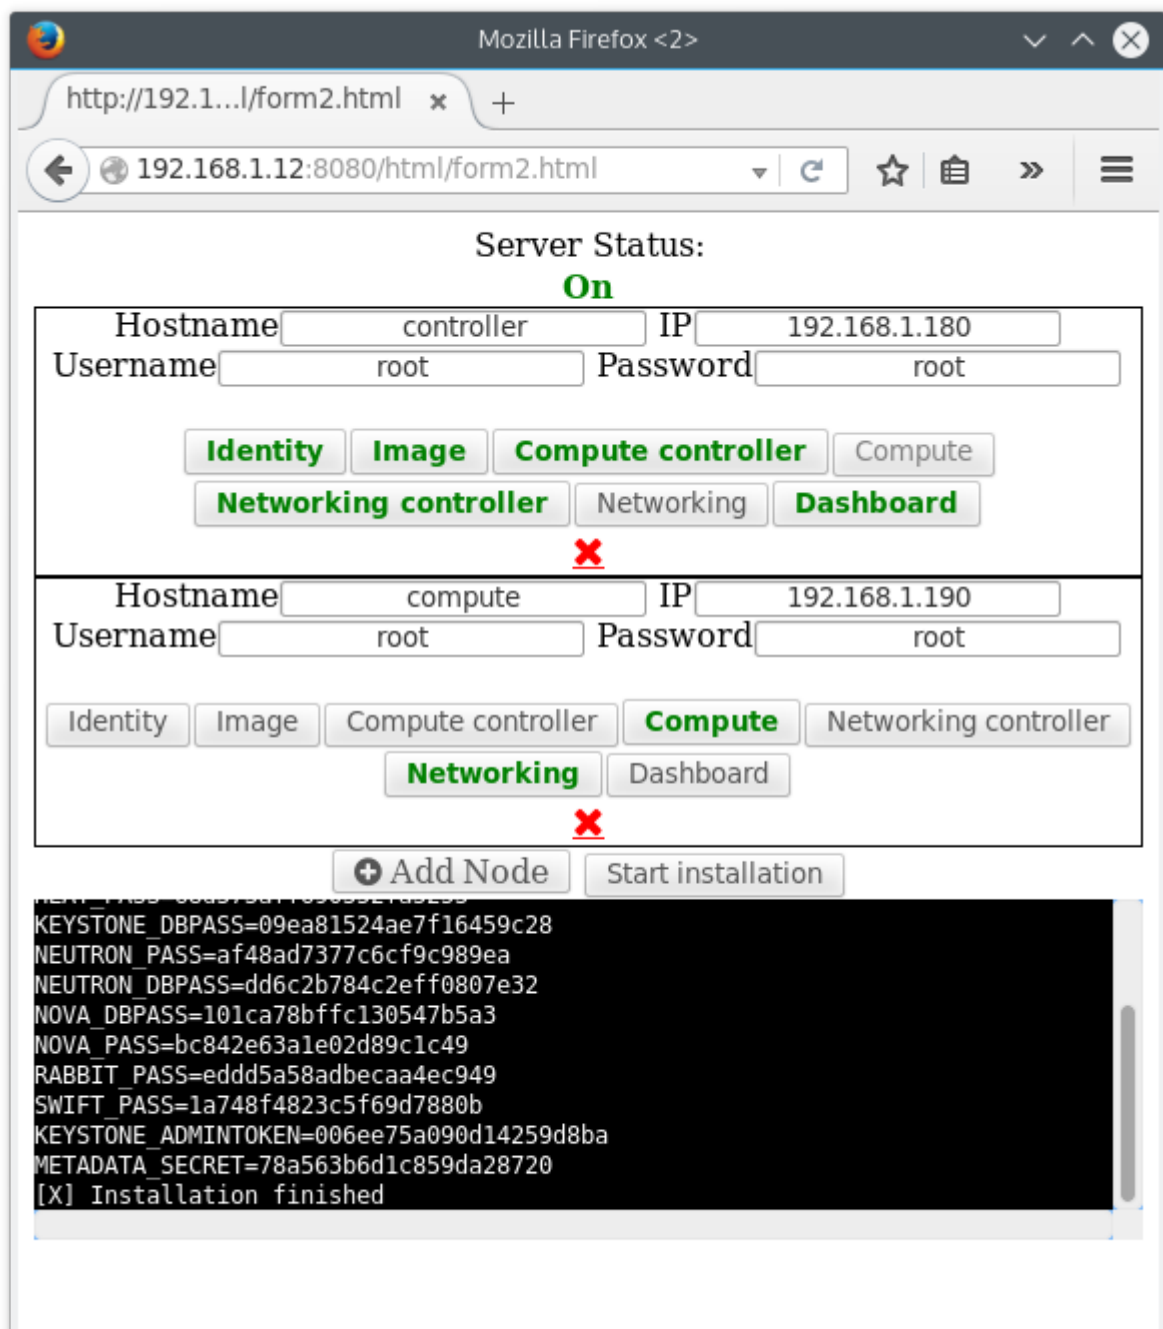 Mozilla Firefox <2>
http://192.1...l/form2.html
192.168.1.12:8080/html/form2.html
Server Status:
On
Hostname controller IP 192.168.1.180
Username root Password root
Identity Image Compute controller Compute
Networking controller Networking Dashboard
Hostname compute IP 192.168.1.190
Username root Password root
Identity Image Compute controller Compute Networking controller
Networking Dashboard
Add Node Start installation
KEYSTONE_DBPASS=09ea81524ae7f16459c28
NEUTRON_PASS=af48ad7377c6cf9c989ea
NEUTRON_DBPASS=dd6c2b784c2eff0807e32
NOVA_DBPASS=101ca78bffc130547b5a3
NOVA_PASS=bc842e63a1e02d89c1c49
RABBIT_PASS=eddd5a58adbecaa4ec949
SWIFT_PASS=1a748f4823c5f69d7880b
KEYSTONE_ADMINTOKEN=006ee75a090d14259d8ba
METADATA_SECRET=78a563b6d1c859da28720
[X] Installation finished